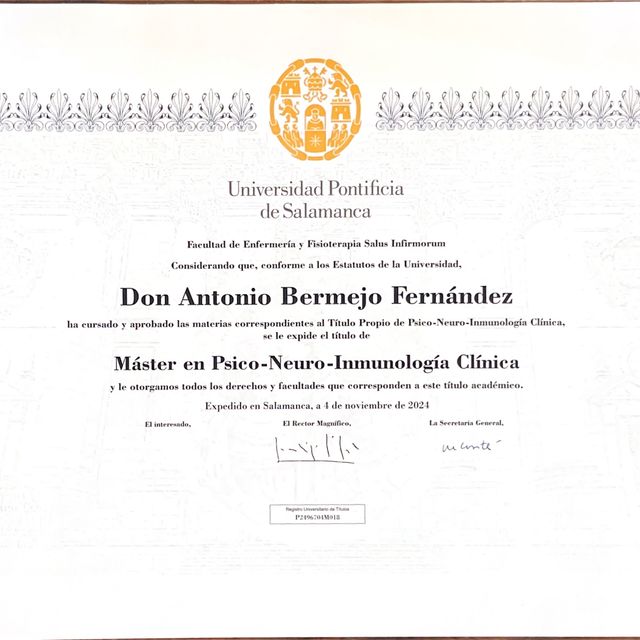 Universidad Pontificia
de Salamanca
Facultad de Enfermería y Fisioterapia Salus Infirmorum
Considerando que, conforme a los Estatutos de la Universidad,
Don Antonio Bermejo Fernández
ha cursado y aprobado las materias correspondientes al Título Propio de Psico-Neuro-Inmunología Clínica,
se le expide el título de
Máster en Psico-Neuro-Inmunología Clínica
y le otorgamos todos los derechos y facultades que corresponden a este título académico.
Expedido en Salamanca, a 4 de noviembre de 2024
El interesado, El Rector Magnífico, La Secretaria General,
Registro Universitario de Títulos
P2496704M018